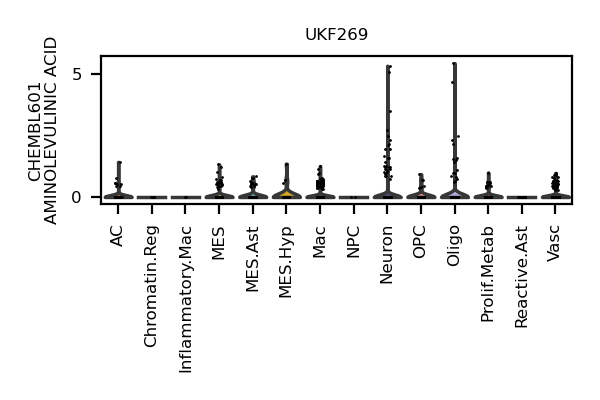 UKF269
CHEMBL601
AMINOLEVULINIC ACID
5
0
AC
Chromatin.Reg
Inflammatory.Mac
MES
MES.Ast
MES.Hyp
Mac
NPC
Neuron
OPC
Oligo
Prolif.Metab
Reactive.Ast
Vasc